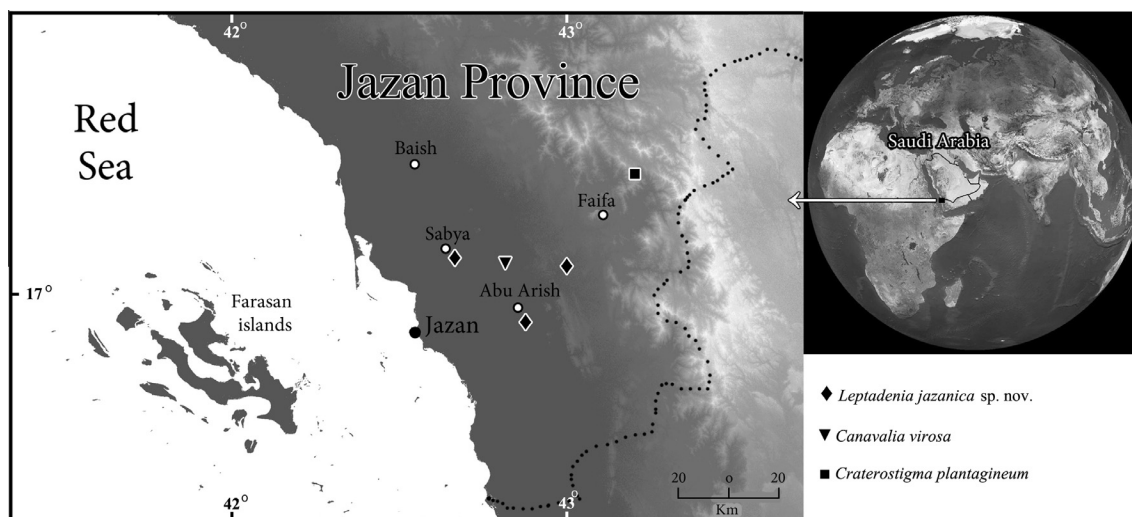 42°
43°
Jazan Province
Red
Sea
Baish
Faifa
Sabya
Abu Arish
17°
17°
Farasan
islands
Jazan
20
0
20
Km
42°
43°
Saudi Arabia
Leptadenia jazanica sp. nov.
Canavalia virosa
Craterostigma plantagineum